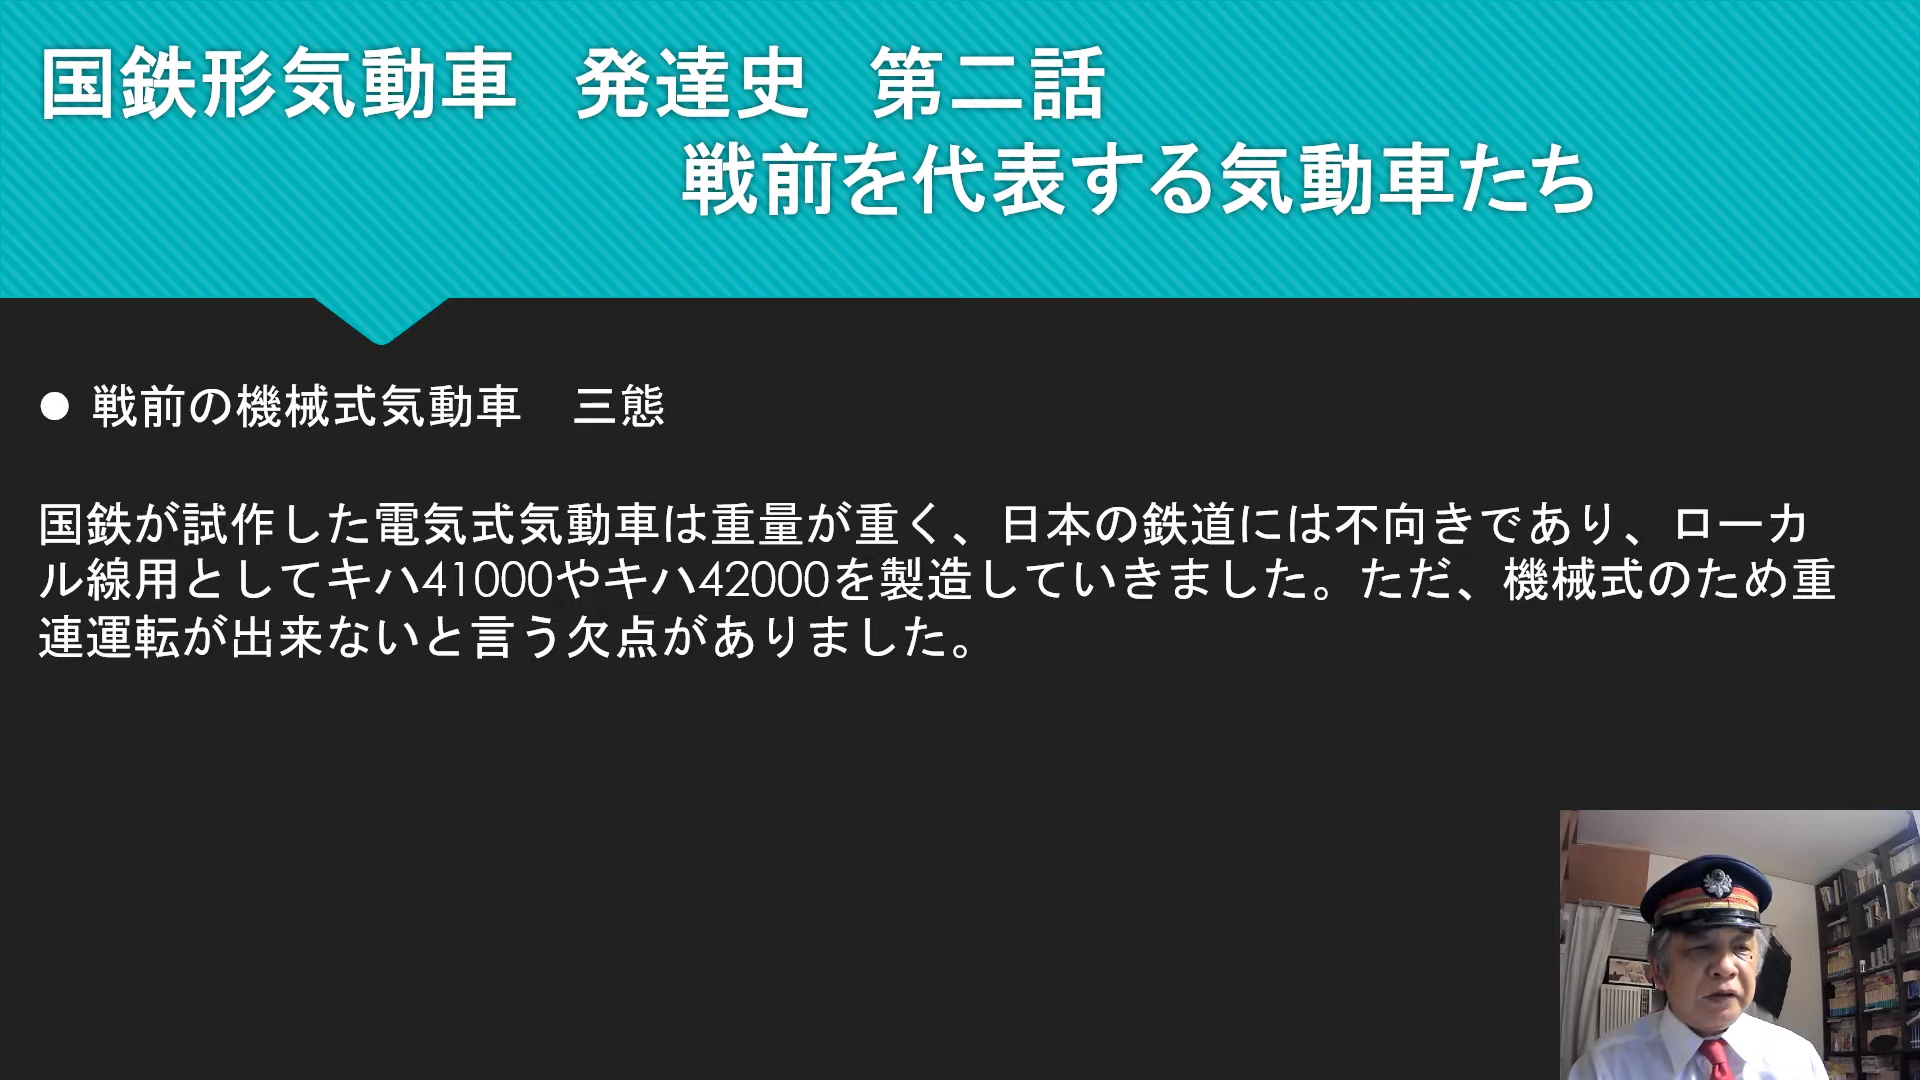 国鉄形気動車　発達史　第二話
戦前を代表する気動車たち
● 戦前の機械式気動車　三態
国鉄が試作した電気式気動車は重量が重く、日本の鉄道には不向きであり、ローカ
ル線用としてキハ41000やキハ42000を製造していきました。ただ、機械式のため重
連運転が出来ないと言う欠点がありました。